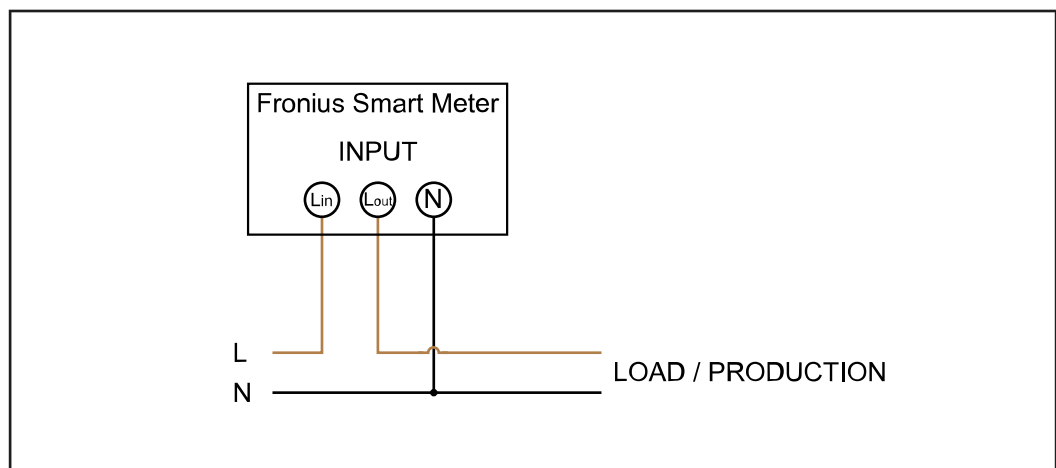 Fronius Smart Meter
INPUT
Lin Lout N
L
LOAD / PRODUCTION
N